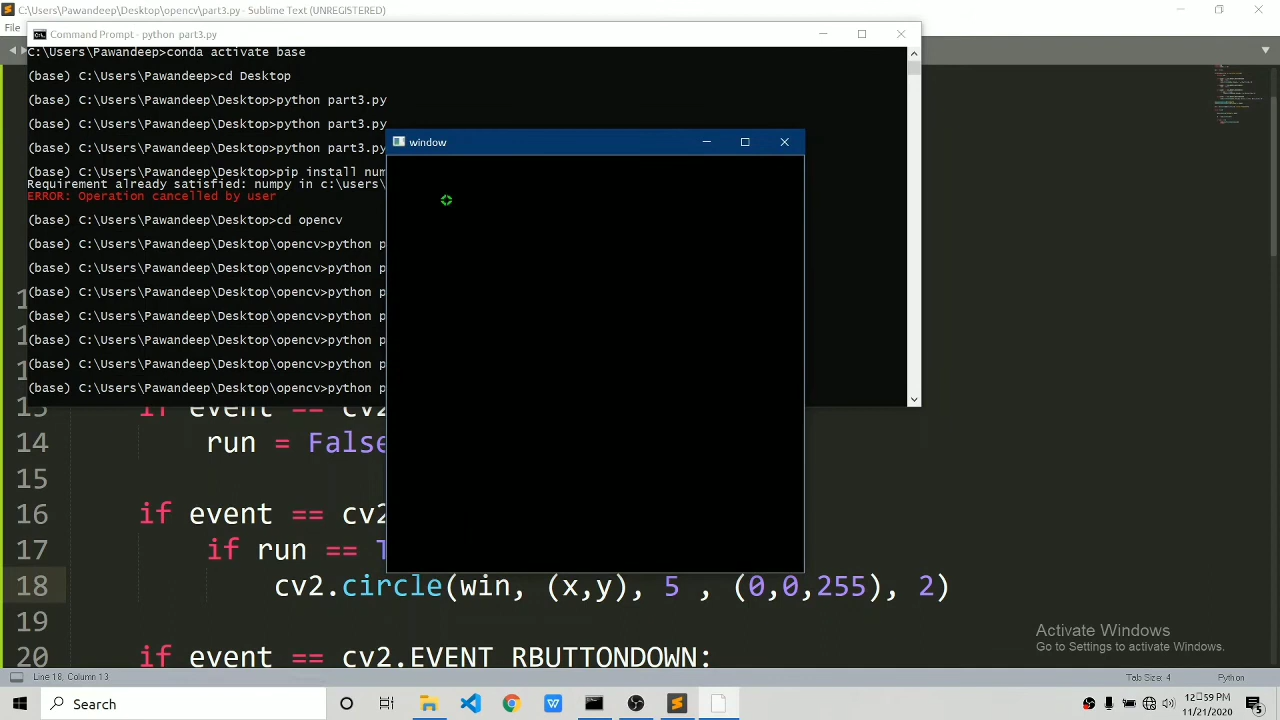 C:\Users\Pawandeep\Desktop\opencv\part3.py - Sublime Text (UNREGISTERED)
File
Command Prompt - python part3.py
C:\Users\Pawandeep>conda activate base
(base) C:\Users\Pawandeep>cd Desktop
(base) C:\Users\Pawandeep\Desktop>python part3.py
(base) C:\Users\Pawandeep\Desktop>python part3.py
(base) C:\Users\Pawandeep\Desktop>python part3.py
(base) C:\Users\Pawandeep\Desktop>pip install num
Requirement already satisfied: numpy in c:\users\
ERROR: Operation cancelled by user
(base) C:\Users\Pawandeep\Desktop>cd opencv
(base) C:\Users\Pawandeep\Desktop\opencv>python p
(base) C:\Users\Pawandeep\Desktop\opencv>python p
(base) C:\Users\Pawandeep\Desktop\opencv>python p
(base) C:\Users\Pawandeep\Desktop\opencv>python p
(base) C:\Users\Pawandeep\Desktop\opencv>python p
(base) C:\Users\Pawandeep\Desktop\opencv>python p
(base) C:\Users\Pawandeep\Desktop\opencv>python p
window
13 if event == cv2
14 run = False
15
16 if event == cv2
17 if run == T
18 cv2.circle(win, (x,y), 5 , (0,0,255), 2)
19
20 if event == cv2.EVENT_RBUTTONDOWN:
Activate Windows
Go to Settings to activate Windows.
Line 18, Column 13
Tab Size: 4
Python
Search
12:59 PM
11/21/2020
5